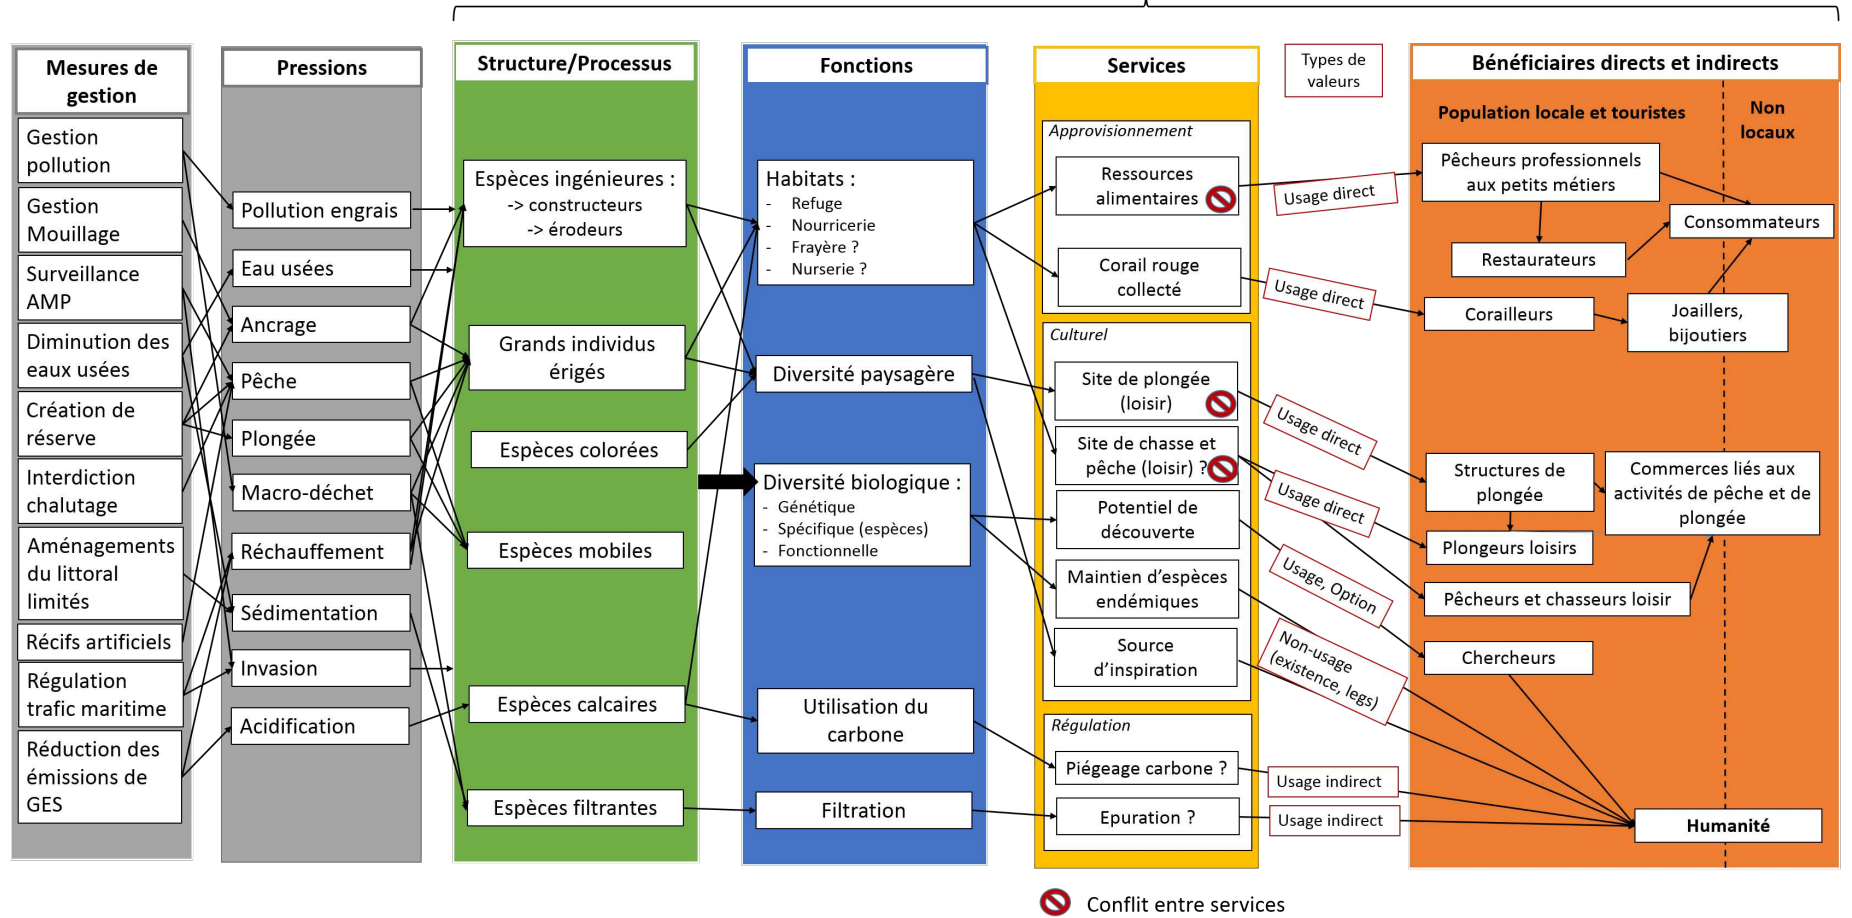 Mesures de
gestion
Gestion
pollution
Gestion
Mouillage
Surveillance
AMP
Diminution des
eaux usées
Création de
réserve
Interdiction
chalutage
Aménagements
du littoral
limités
Récifs artificiels
Régulation
trafic maritime
Réduction des
émissions de
GES
Pressions
Pollution engrais
Eau usées
Ancrage
Pêche
Plongée
Macro-déchet
Réchauffement
Sédimentation
Invasion
Acidification
Structure/Processus
Espèces ingénieures :
-> constructeurs
-> érodeurs
Grands individus
érigés
Espèces colorées
Espèces mobiles
Espèces calcaires
Espèces filtrantes
Fonctions
Habitats :
- Refuge
- Nourricerie
- Frayère ?
- Nurserie ?
Diversité paysagère
Diversité biologique :
- Génétique
- Spécifique (espèces)
- Fonctionnelle
Utilisation du
carbone
Filtration
Services
Approvisionnement
Ressources
alimentaires
Corail rouge
collecté
Culturel
Site de plongée
(loisir)
Site de chasse et
pêche (loisir) ?
Potentiel de
découverte
Maintien d'espèces
endémiques
Source
d'inspiration
Régulation
Piégeage carbone ?
Epuration ?
Types de
valeurs
Usage direct
Usage direct
Usage direct
Usage direct
Usage, Option
Non-usage
(existence, legs)
Usage indirect
Usage indirect
Bénéficiaires directs et indirects
Population locale et touristes
Non
locaux
Pêcheurs professionnels
aux petits métiers
Consommateurs
Restaurateurs
Corailleurs
Joaillers,
bijoutiers
Structures de
plongée
Commerces liés aux
activités de pêche et de
plongée
Plongeurs loisirs
Pêcheurs et chasseurs loisir
Chercheurs
Humanité
Conflit entre services